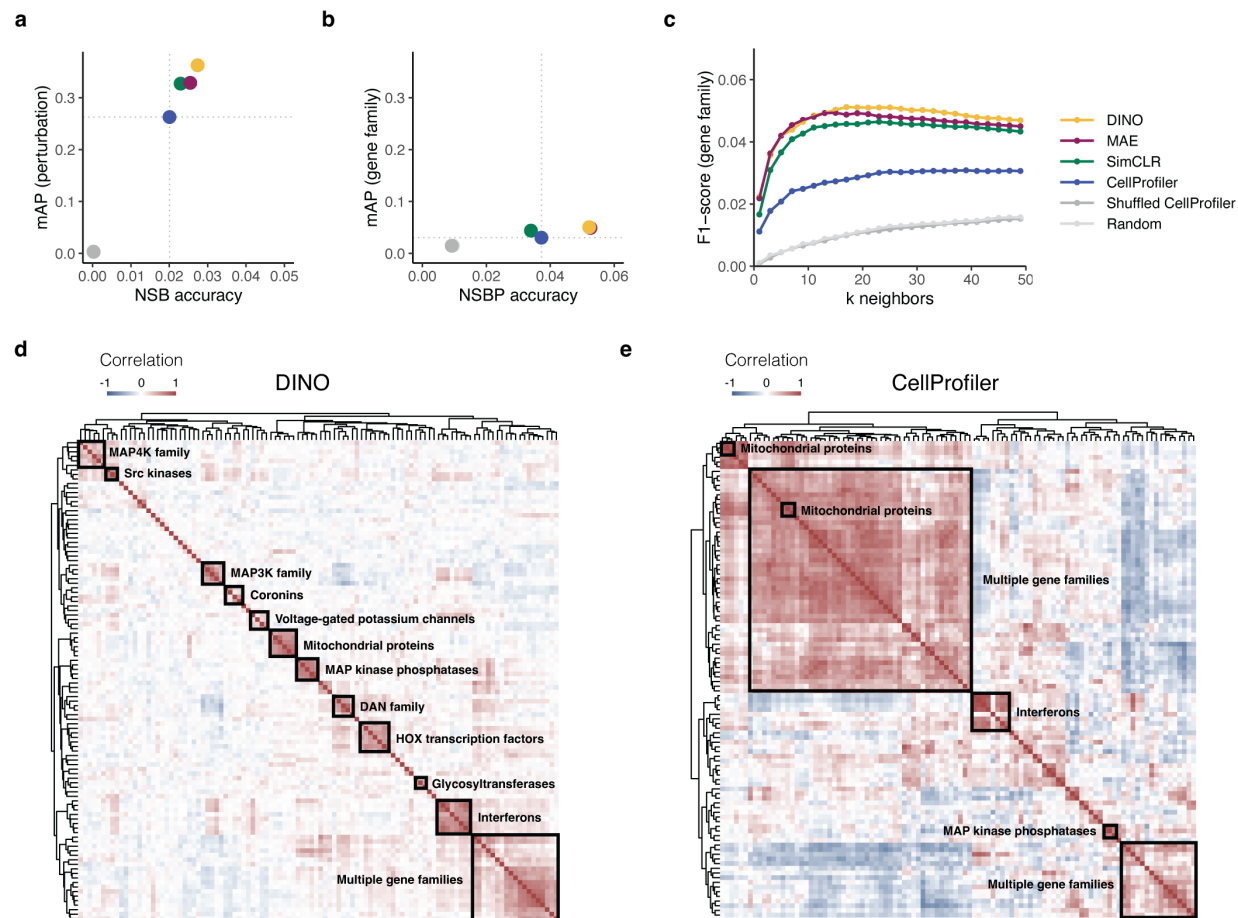 a
mAP (perturbation)
0.3
0.2
0.1
0.0
0.00 0.01 0.02 0.03 0.04 0.05
NSB accuracy
b
mAP (gene family)
0.3
0.2
0.1
0.0
0.00 0.02 0.04 0.06
NSBP accuracy
c
F1−score (gene family)
0.06
0.04
0.02
0.00
0 10 20 30 40 50
k neighbors
DINO
MAE
SimCLR
CellProfiler
Shuffled CellProfiler
Random
d
Correlation
-1 0 1
DINO
MAP4K family
Src kinases
MAP3K family
Coronins
Voltage-gated potassium channels
Mitochondrial proteins
MAP kinase phosphatases
DAN family
HOX transcription factors
Glycosyltransferases
Interferons
Multiple gene families
e
Correlation
-1 0 1
CellProfiler
Mitochondrial proteins
Mitochondrial proteins
Multiple gene families
Interferons
MAP kinase phosphatases
Multiple gene families